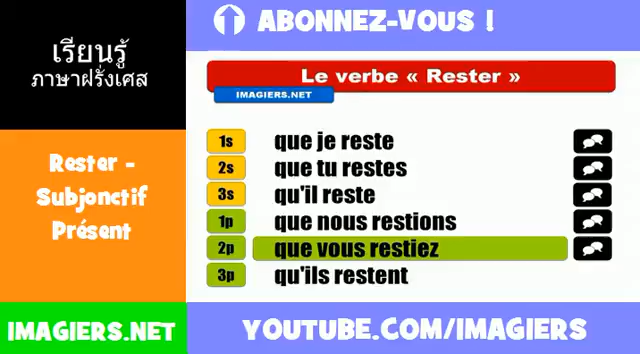 เรียนรู้
ภาษาฝรั่งเศส
Rester -
Subjonctif
Présent
IMAGIERS.NET
ABONNEZ-VOUS !
Le verbe « Rester »
IMAGIERS.NET
1s que je reste
2s que tu restes
3s qu'il reste
1p que nous restions
2p que vous restiez
3p qu'ils restent
YOUTUBE.COM/IMAGIERS